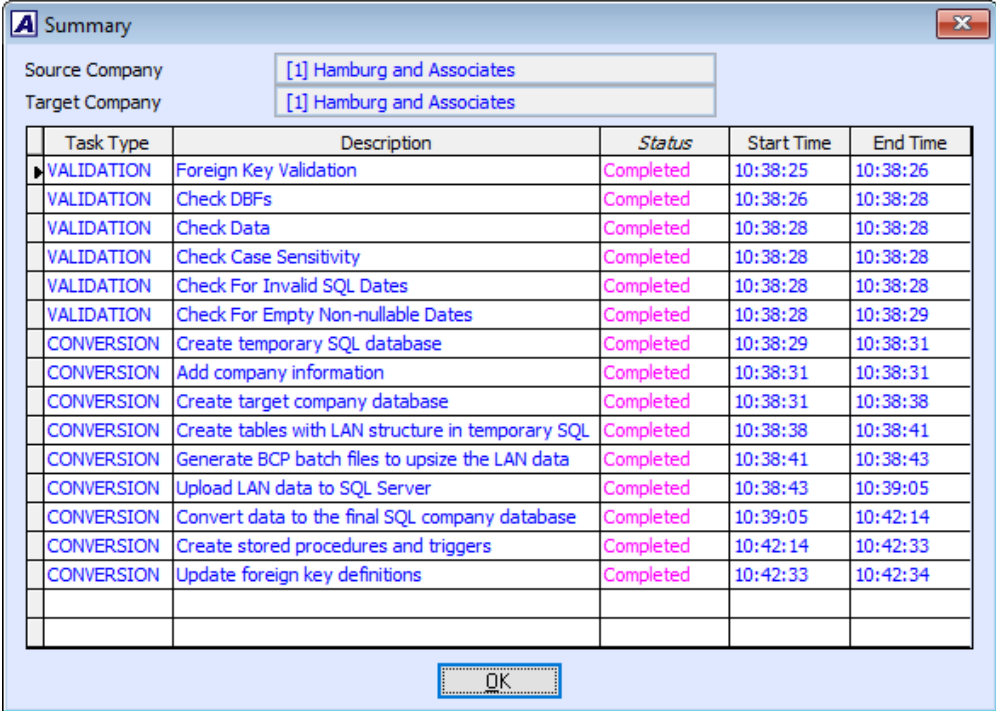 A Summary
Source Company [1] Hamburg and Associates
Target Company [1] Hamburg and Associates
Task Type Description Status Start Time End Time
VALIDATION Foreign Key Validation Completed 10:38:25 10:38:26
VALIDATION Check DBFs Completed 10:38:26 10:38:28
VALIDATION Check Data Completed 10:38:28 10:38:28
VALIDATION Check Case Sensitivity Completed 10:38:28 10:38:28
VALIDATION Check For Invalid SQL Dates Completed 10:38:28 10:38:28
VALIDATION Check For Empty Non-nullable Dates Completed 10:38:28 10:38:29
CONVERSION Create temporary SQL database Completed 10:38:29 10:38:31
CONVERSION Add company information Completed 10:38:31 10:38:31
CONVERSION Create target company database Completed 10:38:31 10:38:38
CONVERSION Create tables with LAN structure in temporary SQL Completed 10:38:38 10:38:41
CONVERSION Generate BCP batch files to upsize the LAN data Completed 10:38:41 10:38:43
CONVERSION Upload LAN data to SQL Server Completed 10:38:43 10:39:05
CONVERSION Convert data to the final SQL company database Completed 10:39:05 10:42:14
CONVERSION Create stored procedures and triggers Completed 10:42:14 10:42:33
CONVERSION Update foreign key definitions Completed 10:42:33 10:42:34
OK